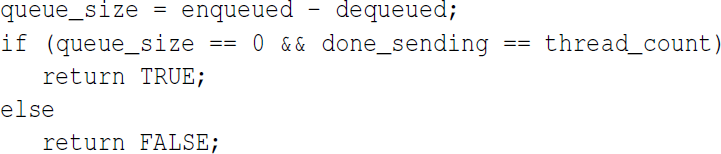 queue_size = enqueued − dequeued;
if (queue_size == 0 && done_sending == thread_count)
   return TRUE;
else
   return FALSE;